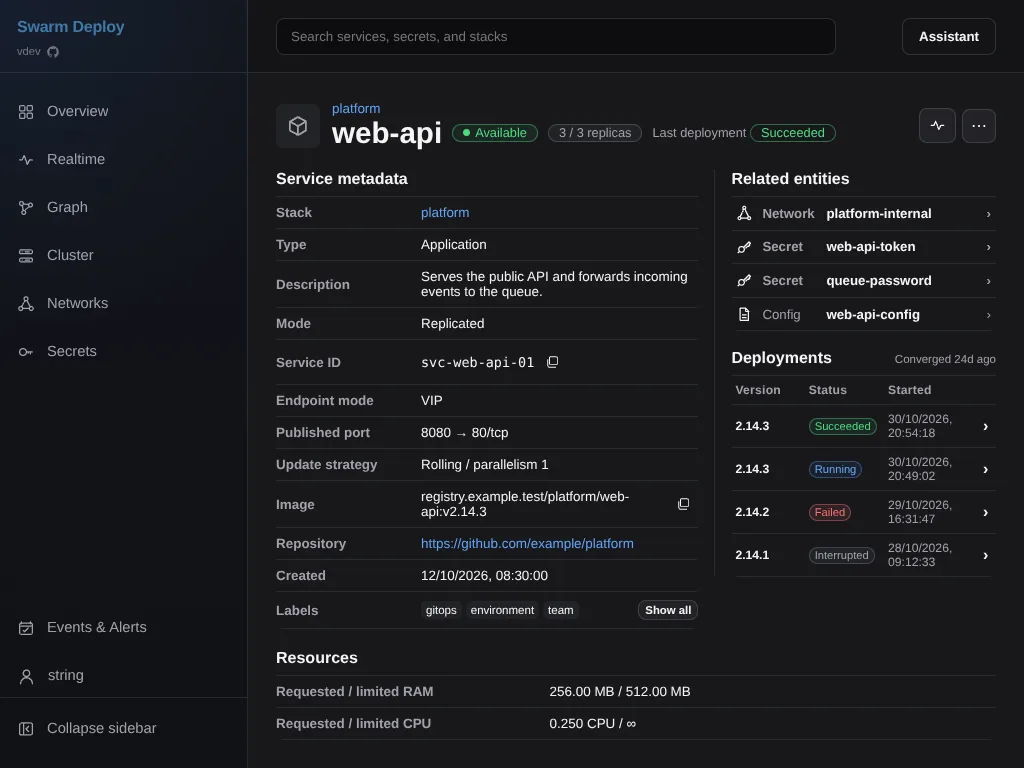 Swarm Deploy
vdev
Search services, secrets, and stacks
Assistant
Overview
Realtime
Graph
Cluster
Networks
Secrets
Events & Alerts
string
Collapse sidebar
platform
web-api
Available
3 / 3 replicas
Last deployment Succeeded
Service metadata
Stack platform
Type Application
Description Serves the public API and forwards incoming
events to the queue.
Mode Replicated
Service ID svc-web-api-01
Endpoint mode VIP
Published port 8080 → 80/tcp
Update strategy Rolling / parallelism 1
Image registry.example.test/platform/web-
api:v2.14.3
Repository https://github.com/example/platform
Created 12/10/2026, 08:30:00
Labels gitops environment team Show all
Related entities
Network platform-internal ›
Secret web-api-token ›
Secret queue-password ›
Config web-api-config ›
Deployments Converged 24d ago
Version Status Started
2.14.3 Succeeded 30/10/2026,
20:54:18 ›
2.14.3 Running 30/10/2026,
20:49:02 ›
2.14.2 Failed 29/10/2026,
16:31:47 ›
2.14.1 Interrupted 28/10/2026,
09:12:33 ›
Resources
Requested / limited RAM 256.00 MB / 512.00 MB
Requested / limited CPU 0.250 CPU / ∞